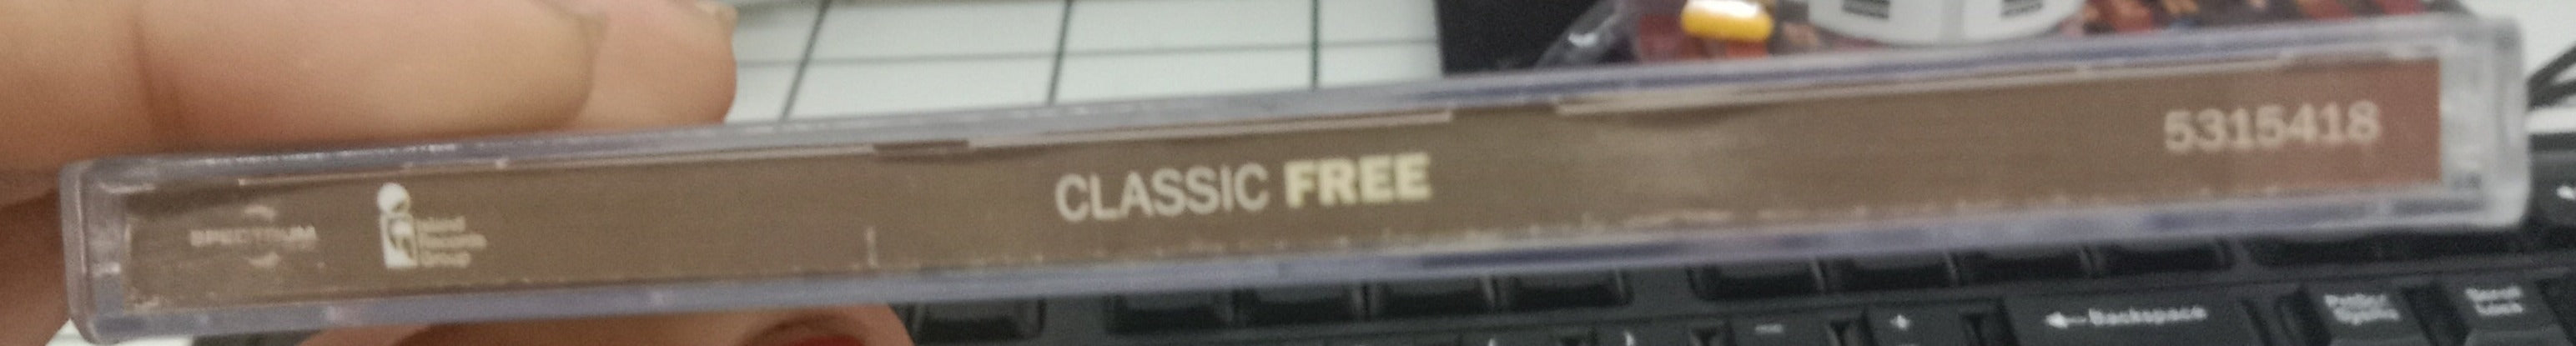 SPECTRUM
Island
Records
Group
CLASSIC FREE
5315418
Backspace